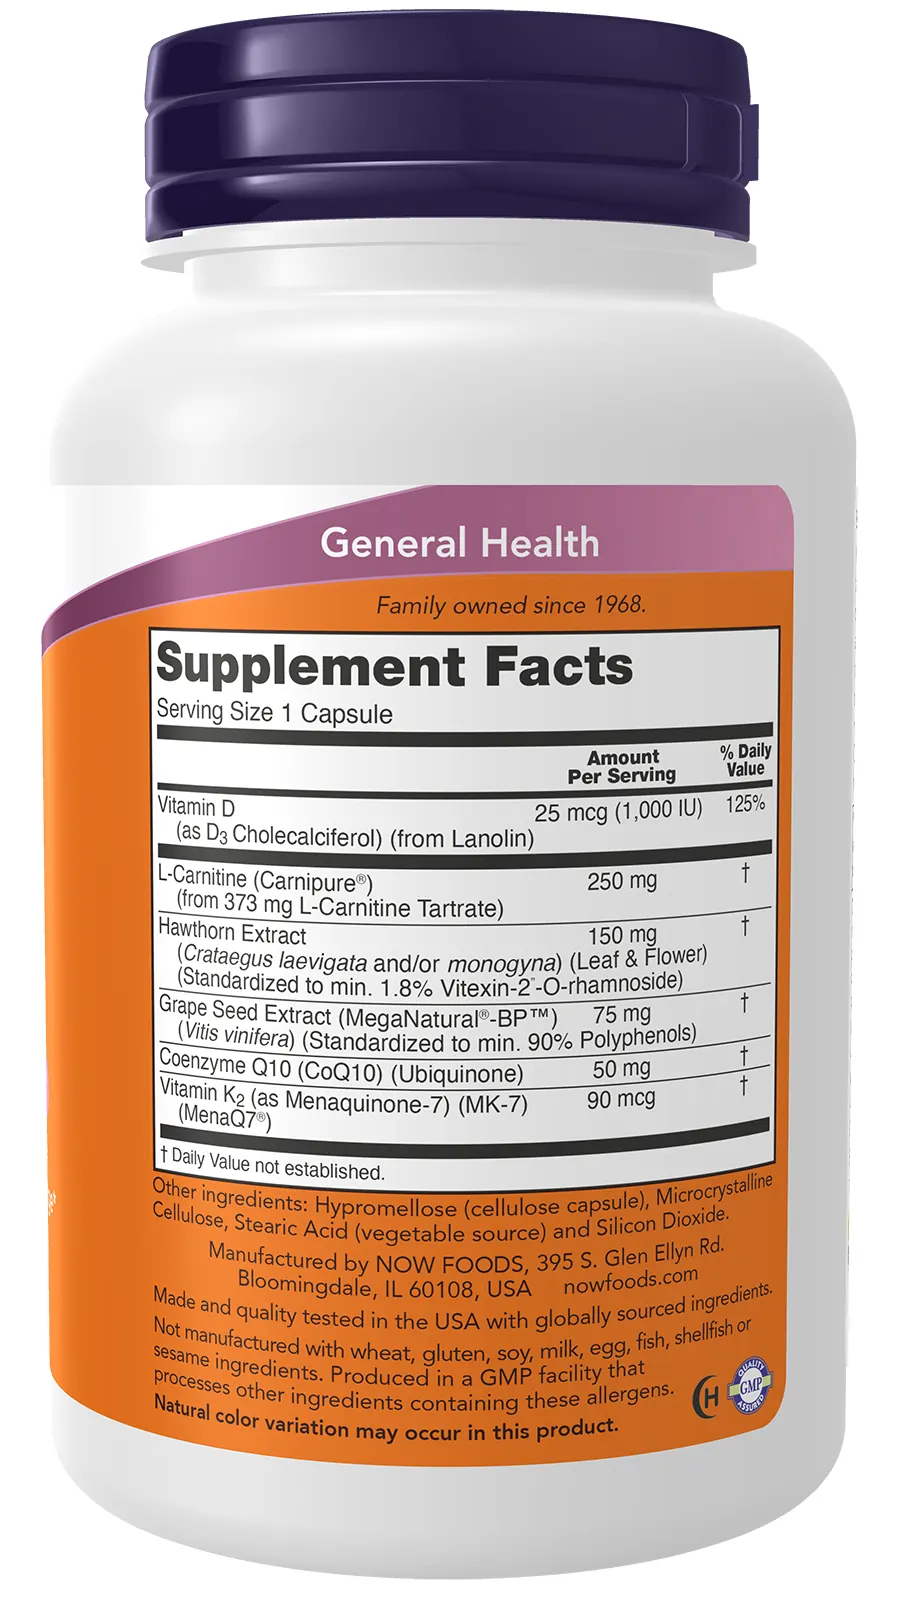 General Health
Family owned since 1968.
Supplement Facts
Serving Size 1 Capsule
Amount Per Serving
% Daily Value
Vitamin D 25 mcg (1,000 IU) 125%
(as D3 Cholecalciferol) (from Lanolin)
L-Carnitine (Carnipure®) 250 mg †
(from 373 mg L-Carnitine Tartrate)
Hawthorn Extract 150 mg †
(Crataegus laevigata and/or monogyna) (Leaf & Flower)
(Standardized to min. 1.8% Vitexin-2"-O-rhamnoside)
Grape Seed Extract (MegaNatural®-BP™) 75 mg †
(Vitis vinifera) (Standardized to min. 90% Polyphenols)
Coenzyme Q10 (CoQ10) (Ubiquinone) 50 mg †
Vitamin K2 (as Menaquinone-7) (MK-7) 90 mcg †
(MenaQ7®)
† Daily Value not established.
Other ingredients: Hypromellose (cellulose capsule), Microcrystalline
Cellulose, Stearic Acid (vegetable source) and Silicon Dioxide.
Manufactured by NOW FOODS, 395 S. Glen Ellyn Rd.
Bloomingdale, IL 60108, USA nowfoods.com
Made and quality tested in the USA with globally sourced ingredients.
Not manufactured with wheat, gluten, soy, milk, egg, fish, shellfish or
sesame ingredients. Produced in a GMP facility that
processes other ingredients containing these allergens.
Natural color variation may occur in this product.
H
QUALITY
GMP
ASSURED